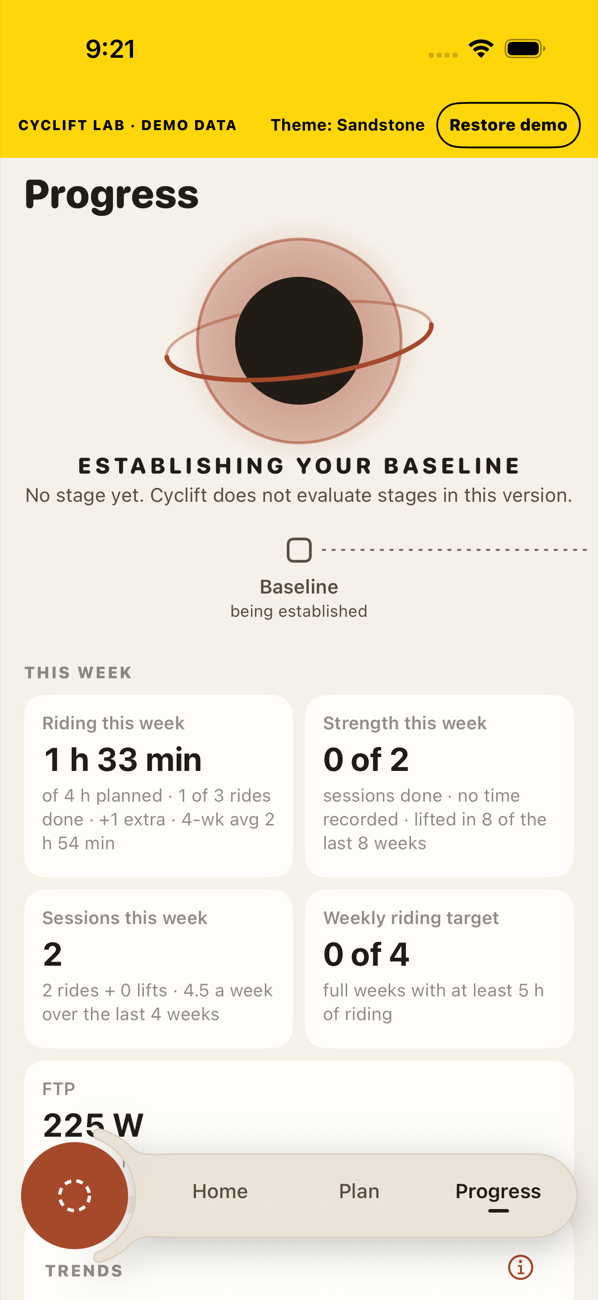 9:21
CYCLIFT LAB · DEMO DATA
Theme: Sandstone
Restore demo
Progress
ESTABLISHING YOUR BASELINE
No stage yet. Cyclift does not evaluate stages in this version.
Baseline
being established
THIS WEEK
Riding this week
1 h 33 min
of 4 h planned · 1 of 3 rides
done · +1 extra · 4-wk avg 2
h 54 min
Strength this week
0 of 2
sessions done · no time
recorded · lifted in 8 of the
last 8 weeks
Sessions this week
2
2 rides + 0 lifts · 4.5 a week
over the last 4 weeks
Weekly riding target
0 of 4
full weeks with at least 5 h
of riding
FTP
225 W
Home
Plan
Progress
TRENDS